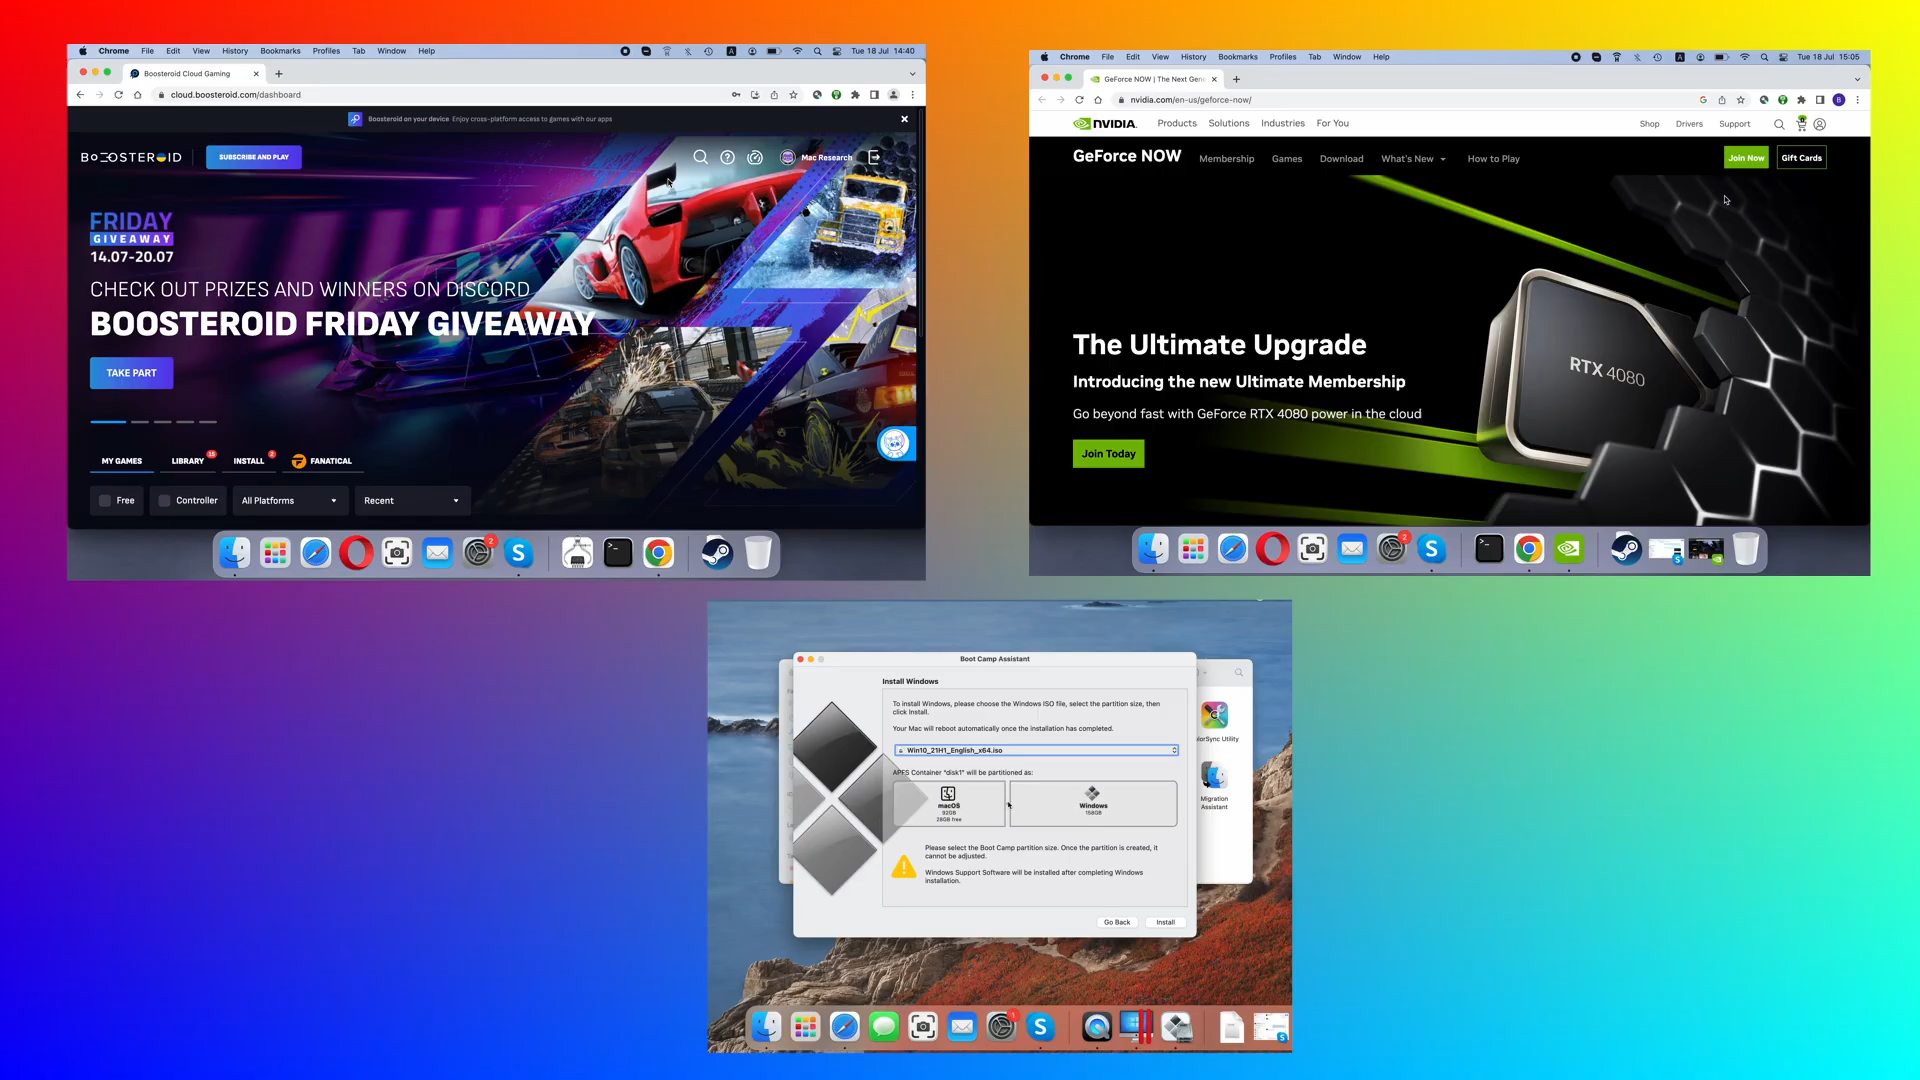 Chrome File Edit View History Bookmarks Profiles Tab Window Help
A
Tue 18 Jul 14:40
Boosteroid Cloud Gaming
cloud.boosteroid.com/dashboard
Boosteroid on your device Enjoy cross-platform access to games with our apps
BOOSTEROID
SUBSCRIBE AND PLAY
Mac Research
FRIDAY
GIVEAWAY
14.07-20.07
CHECK OUT PRIZES AND WINNERS ON DISCORD
BOOSTEROID FRIDAY GIVEAWAY
TAKE PART
MY GAMES
LIBRARY
INSTALL
2
FANATICAL
Free
Controller
All Platforms
Recent
2
Chrome File Edit View History Bookmarks Profiles Tab Window Help
A
Tue 18 Jul 15:05
GeForce NOW | The Next Gen
nvidia.com/en-us/geforce-now/
B
NVIDIA.
Products Solutions Industries For You
Shop Drivers Support
GeForce NOW
Membership Games Download What's New How to Play
Join Now
Gift Cards
The Ultimate Upgrade
Introducing the new Ultimate Membership
Go beyond fast with GeForce RTX 4080 power in the cloud
Join Today
RTX 4080
2
Boot Camp Assistant
Install Windows
To install Windows, please choose the Windows ISO file, select the partition size, then
click Install.
Your Mac will reboot automatically once the installation has completed.
Win10_21H1_English_x64.iso
APFS Container "disk1" will be partitioned as:
macOS
92GB
28GB free
Windows
158GB
Please select the Boot Camp partition size. Once the partition is created, it
cannot be adjusted.
Windows Support Software will be installed after completing Windows
installation.
Go Back
Install
lorSync Utility
Migration
Assistant
1